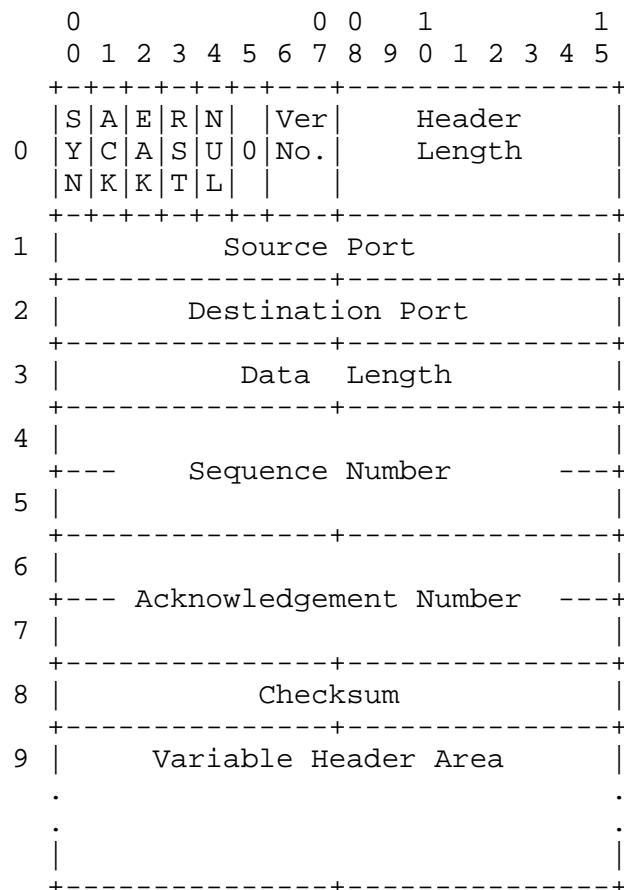 0             0 0   1         1
 0 1 2 3 4 5 6 7 8 9 0 1 2 3 4 5
+-+-+-+-+-+-+---+---------------+
|S|A|E|R|N| |Ver|    Header     |
0 |Y|C|A|S|U|0|No.|    Length     |
|N|K|K|T|L| |   |               |
+-+-+-+-+-+-+---+---------------+
1 |         Source Port           |
+---------------+---------------+
2 |       Destination Port        |
+---------------+---------------+
3 |          Data  Length         |
+---------------+---------------+
4 |                               |
+---    Sequence Number      ---+
5 |                               |
+---------------+---------------+
6 |                               |
+--- Acknowledgement Number  ---+
7 |                               |
+---------------+---------------+
8 |           Checksum            |
+---------------+---------------+
9 |     Variable Header Area      |
.                               .
.                               .
|                               |
+---------------+---------------+